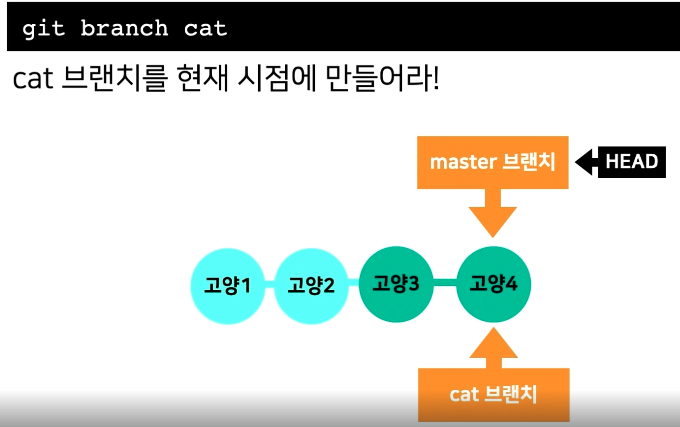 git branch cat
cat 브랜치를 현재 시점에 만들어라!
master 브랜치
HEAD
고양1
고양2
고양3
고양4
cat 브랜치